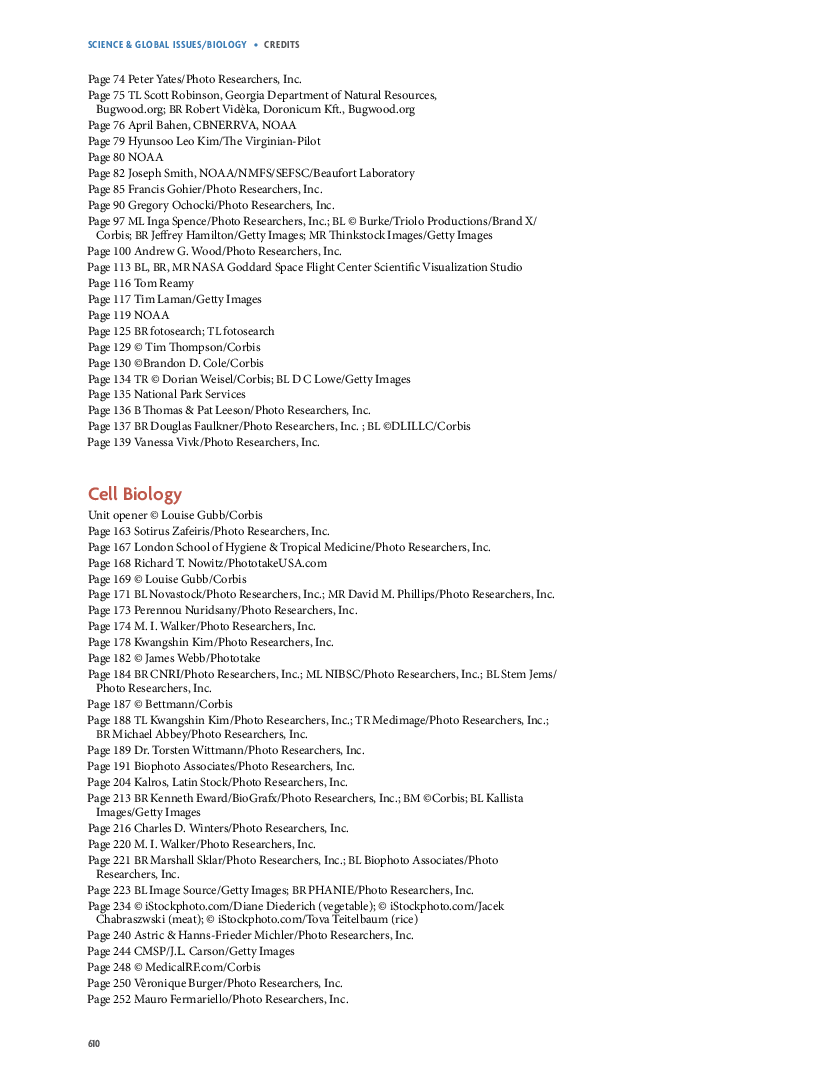 SCIENCE & GLOBAL ISSUES/BIOLOGY • CREDITS
Page 74 Peter Yates/Photo Researchers, Inc.
Page 75 TL Scott Robinson, Georgia Department of Natural Resources,
Bugwood.org; BR Robert Vidèka, Doronicum Kft., Bugwood.org
Page 76 April Bahen, CBNERRVA, NOAA
Page 79 Hyunsoo Leo Kim/The Virginian-Pilot
Page 80 NOAA
Page 82 Joseph Smith, NOAA/NMFS/SEFSC/Beaufort Laboratory
Page 85 Francis Gohier/Photo Researchers, Inc.
Page 90 Gregory Ochocki/Photo Researchers, Inc.
Page 97 ML Inga Spence/Photo Researchers, Inc.; BL © Burke/Triolo Productions/Brand X/
Corbis; BR Jeffrey Hamilton/Getty Images; MR Thinkstock Images/Getty Images
Page 100 Andrew G. Wood/Photo Researchers, Inc.
Page 113 BL, BR, MR NASA Goddard Space Flight Center Scientific Visualization Studio
Page 116 Tom Reamy
Page 117 Tim Laman/Getty Images
Page 119 NOAA
Page 125 BR fotosearch; TL fotosearch
Page 129 © Tim Thompson/Corbis
Page 130 ©Brandon D. Cole/Corbis
Page 134 TR © Dorian Weisel/Corbis; BL D C Lowe/Getty Images
Page 135 National Park Services
Page 136 B Thomas & Pat Leeson/Photo Researchers, Inc.
Page 137 BR Douglas Faulkner/Photo Researchers, Inc. ; BL ©DLILLC/Corbis
Page 139 Vanessa Vivk/Photo Researchers, Inc.
Cell Biology
Unit opener © Louise Gubb/Corbis
Page 163 Sotirus Zafeiris/Photo Researchers, Inc.
Page 167 London School of Hygiene & Tropical Medicine/Photo Researchers, Inc.
Page 168 Richard T. Nowitz/PhototakeUSA.com
Page 169 © Louise Gubb/Corbis
Page 171 BL Novastock/Photo Researchers, Inc.; MR David M. Phillips/Photo Researchers, Inc.
Page 173 Perennou Nuridsany/Photo Researchers, Inc.
Page 174 M. I. Walker/Photo Researchers, Inc.
Page 178 Kwangshin Kim/Photo Researchers, Inc.
Page 182 © James Webb/Phototake
Page 184 BR CNRI/Photo Researchers, Inc.; ML NIBSC/Photo Researchers, Inc.; BL Stem Jems/
Photo Researchers, Inc.
Page 187 © Bettmann/Corbis
Page 188 TL Kwangshin Kim/Photo Researchers, Inc.; TR Medimage/Photo Researchers, Inc.;
BR Michael Abbey/Photo Researchers, Inc.
Page 189 Dr. Torsten Wittmann/Photo Researchers, Inc.
Page 191 Biophoto Associates/Photo Researchers, Inc.
Page 204 Kalros, Latin Stock/Photo Researchers, Inc.
Page 213 BR Kenneth Eward/BioGrafx/Photo Researchers, Inc.; BM ©Corbis; BL Kallista
Images/Getty Images
Page 216 Charles D. Winters/Photo Researchers, Inc.
Page 220 M. I. Walker/Photo Researchers, Inc.
Page 221 BR Marshall Sklar/Photo Researchers, Inc.; BL Biophoto Associates/Photo
Researchers, Inc.
Page 223 BL Image Source/Getty Images; BR PHANIE/Photo Researchers, Inc.
Page 234 © iStockphoto.com/Diane Diederich (vegetable); © iStockphoto.com/Jacek
Chabraszwski (meat); © iStockphoto.com/Tova Teitelbaum (rice)
Page 240 Astric & Hanns-Frieder Michler/Photo Researchers, Inc.
Page 244 CMSP/J.L. Carson/Getty Images
Page 248 © MedicalRF.com/Corbis
Page 250 Vèronique Burger/Photo Researchers, Inc.
Page 252 Mauro Fermariello/Photo Researchers, Inc.
610